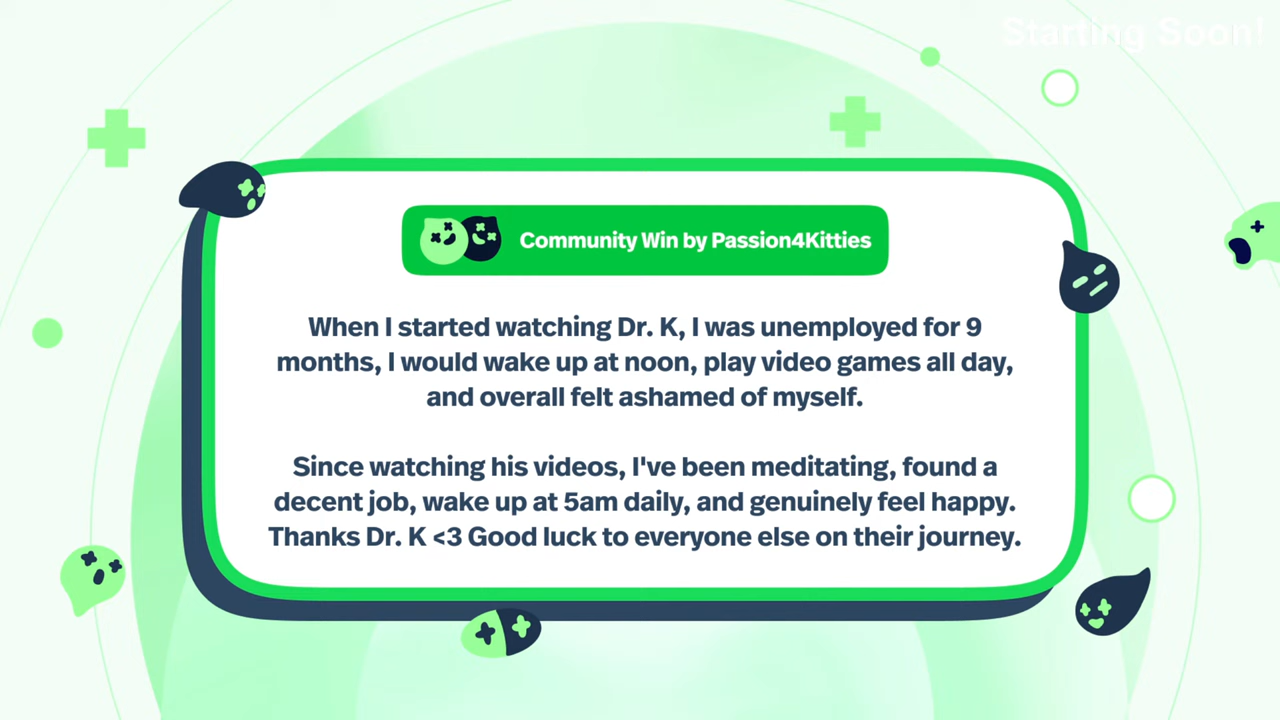 Starting Soon!
Community Win by Passion4Kitties
When I started watching Dr. K, I was unemployed for 9
months, I would wake up at noon, play video games all day,
and overall felt ashamed of myself.
Since watching his videos, I've been meditating, found a
decent job, wake up at 5am daily, and genuinely feel happy.
Thanks Dr. K <3 Good luck to everyone else on their journey.